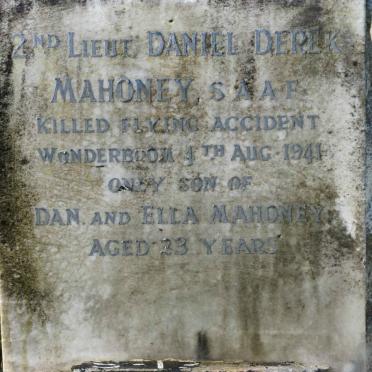 2ND LIEUT. DANIEL DEREK
MAHONEY, S.A.A.F.
KILLED FLYING ACCIDENT
WONDERBOOM 4TH AUG. 1941
ONLY SON OF
DAN. AND ELLA MAHONEY.
AGED 23 YEARS